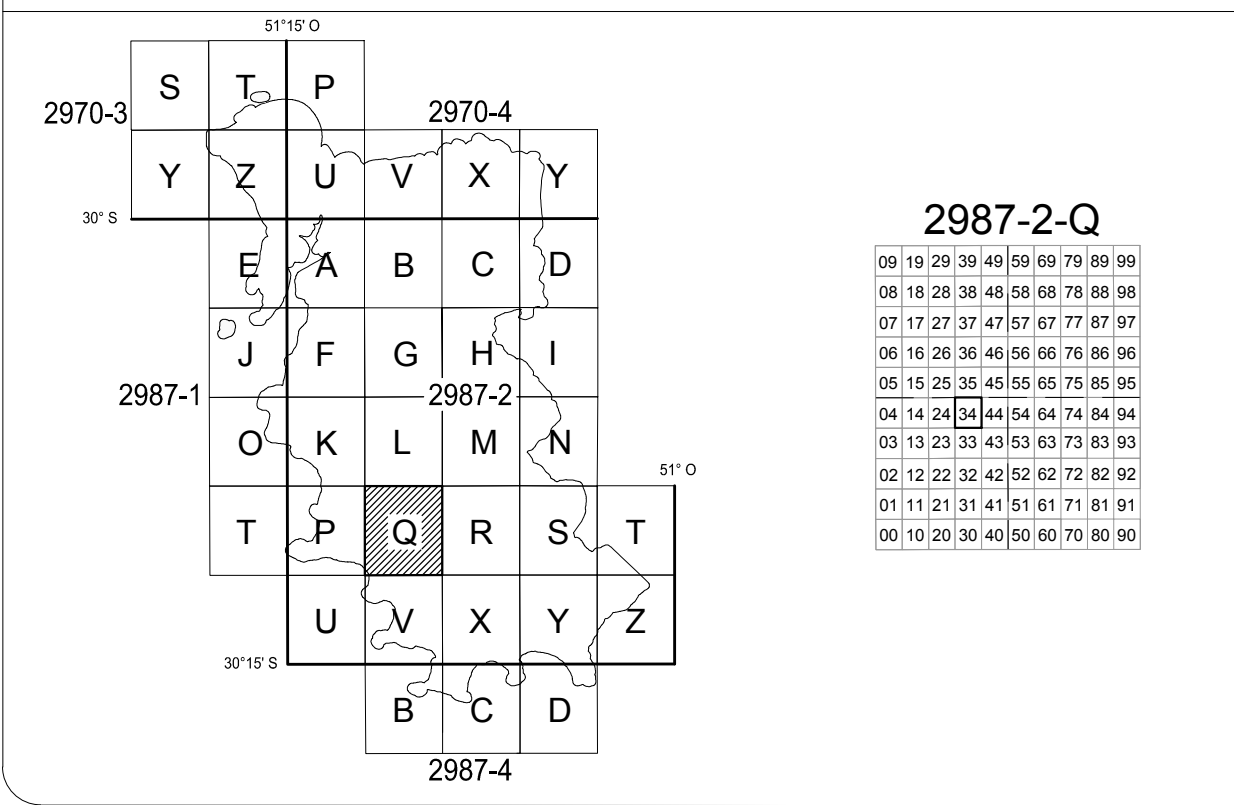 51°15' O
S T P
2970-3
2970-4
Y Z U V X Y
30° S
E A B C D
J F G H I
2987-1
2987-2
O K L M N
51° O
T P Q R S T
U V X Y Z
30°15' S
B C D
2987-4
2987-2-Q
09 19 29 39 49 59 69 79 89 99
08 18 28 38 48 58 68 78 88 98
07 17 27 37 47 57 67 77 87 97
06 16 26 36 46 56 66 76 86 96
05 15 25 35 45 55 65 75 85 95
04 14 24 34 44 54 64 74 84 94
03 13 23 33 43 53 63 73 83 93
02 12 22 32 42 52 62 72 82 92
01 11 21 31 41 51 61 71 81 91
00 10 20 30 40 50 60 70 80 90